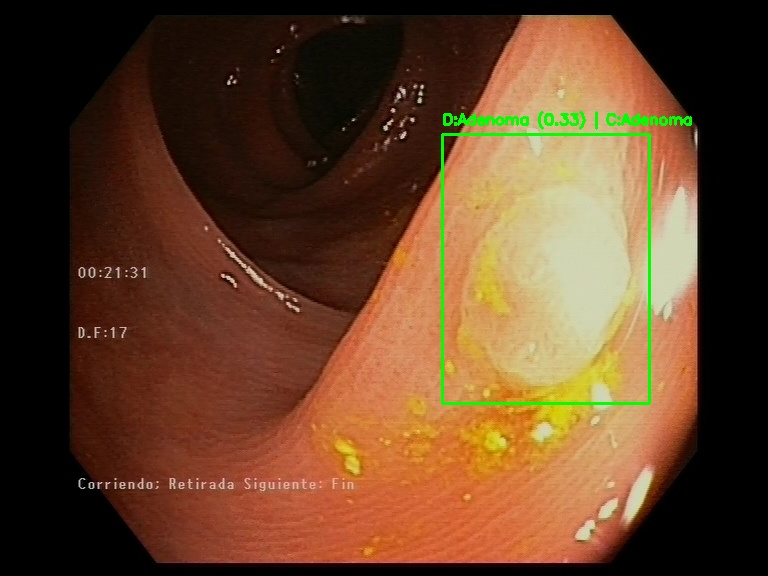 D:Adenoma (0.33) | C:Adenoma
00:21:31
D.F:17
Corriendo; Retirada Siguiente: Fin